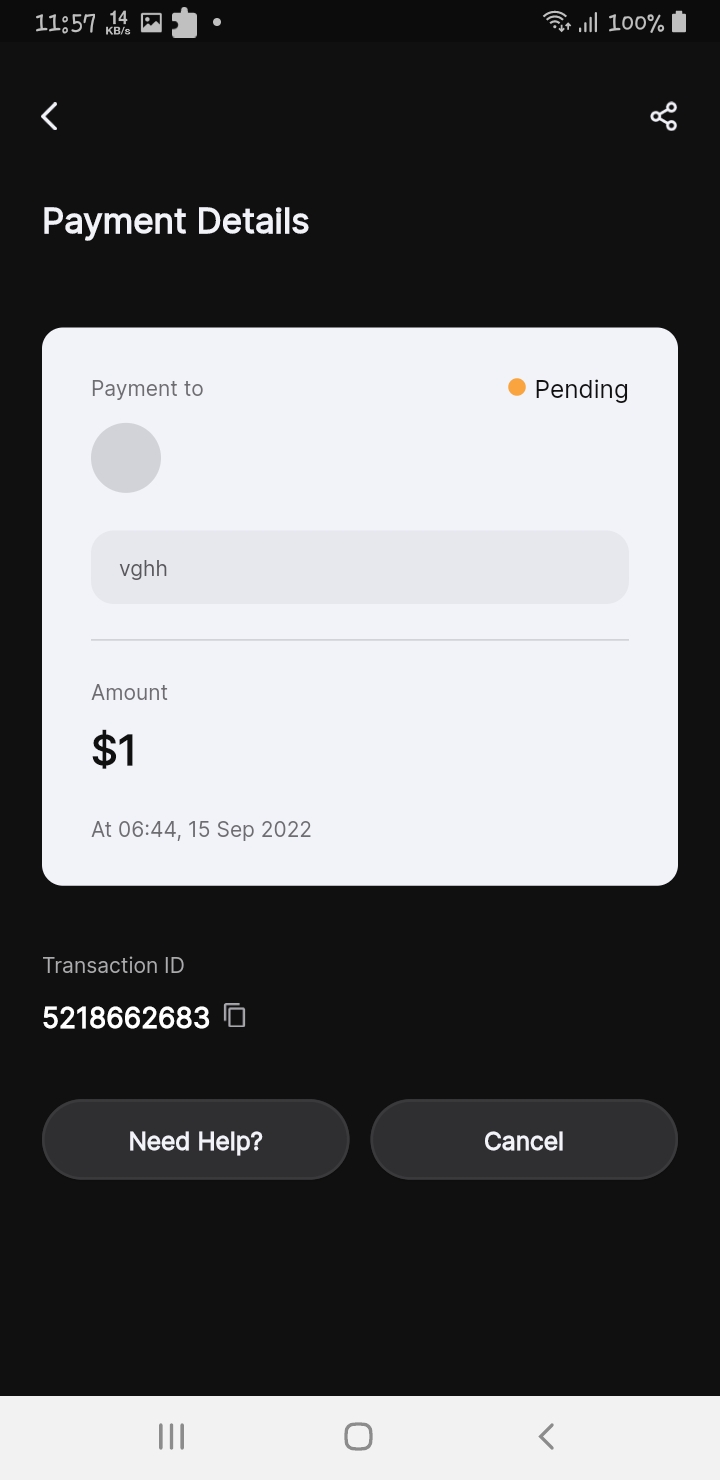 11:57 14 KB/s 100%
Payment Details
Payment to
Pending
vghh
Amount
$1
At 06:44, 15 Sep 2022
Transaction ID
5218662683
Need Help? Cancel